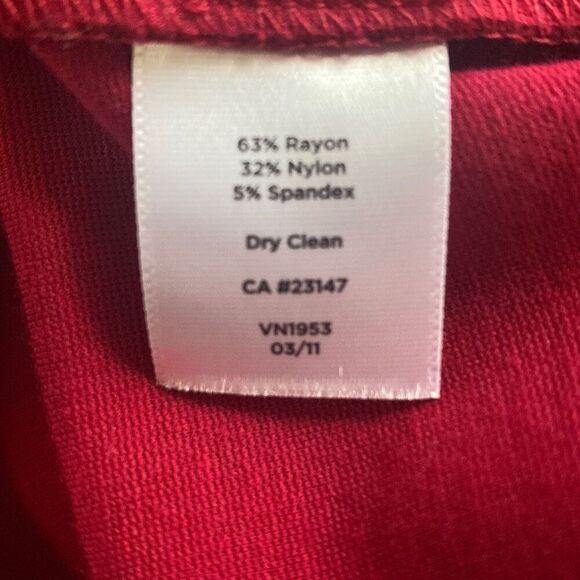 63% Rayon
32% Nylon
5% Spandex
Dry Clean
CA #23147
VN1953
03/11